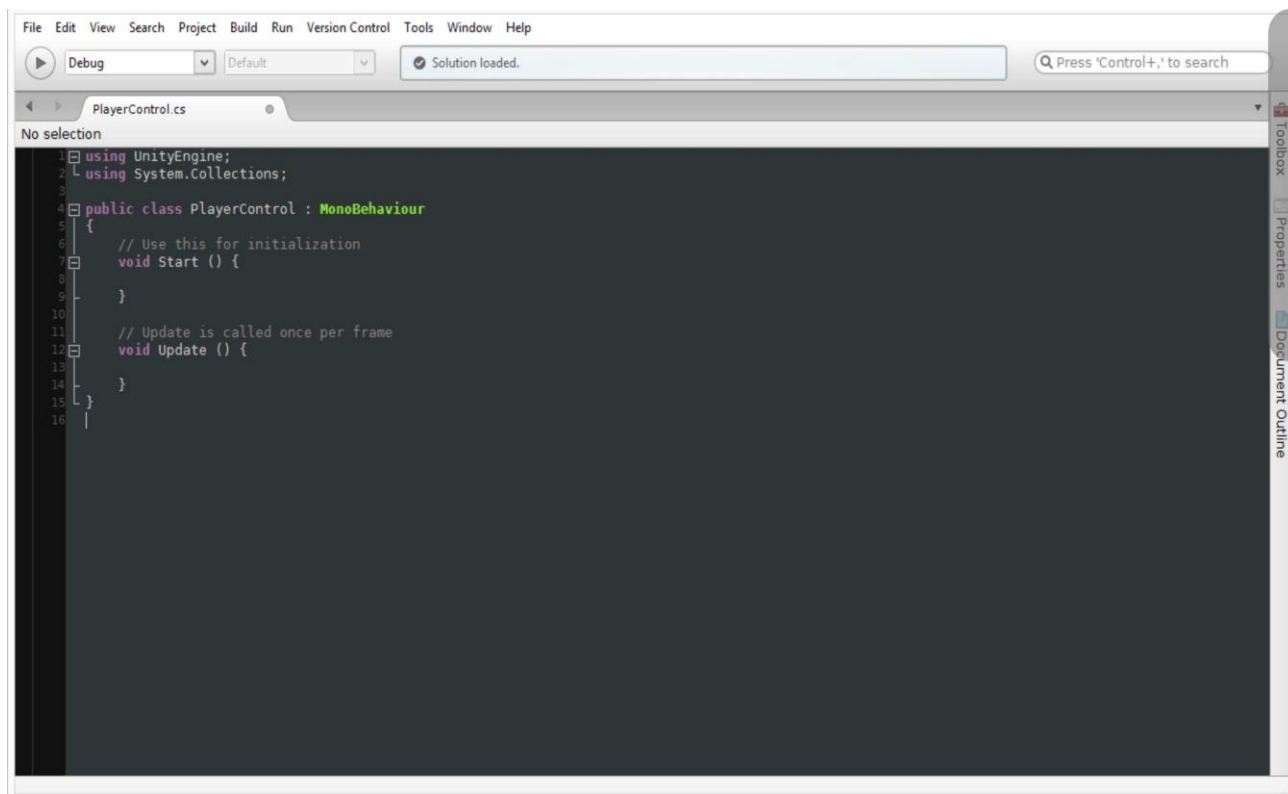 File Edit View Search Project Build Run Version Control Tools Window Help
Debug Default Solution loaded. Press 'Control+,' to search
PlayerControl.cs
No selection
1 using UnityEngine;
2 using System.Collections;
3
4 public class PlayerControl : MonoBehaviour
5 {
6 // Use this for initialization
7 void Start () {
8
9 }
10
11 // Update is called once per frame
12 void Update () {
13
14 }
15 }
16
Toolbox
Properties
Document Outline